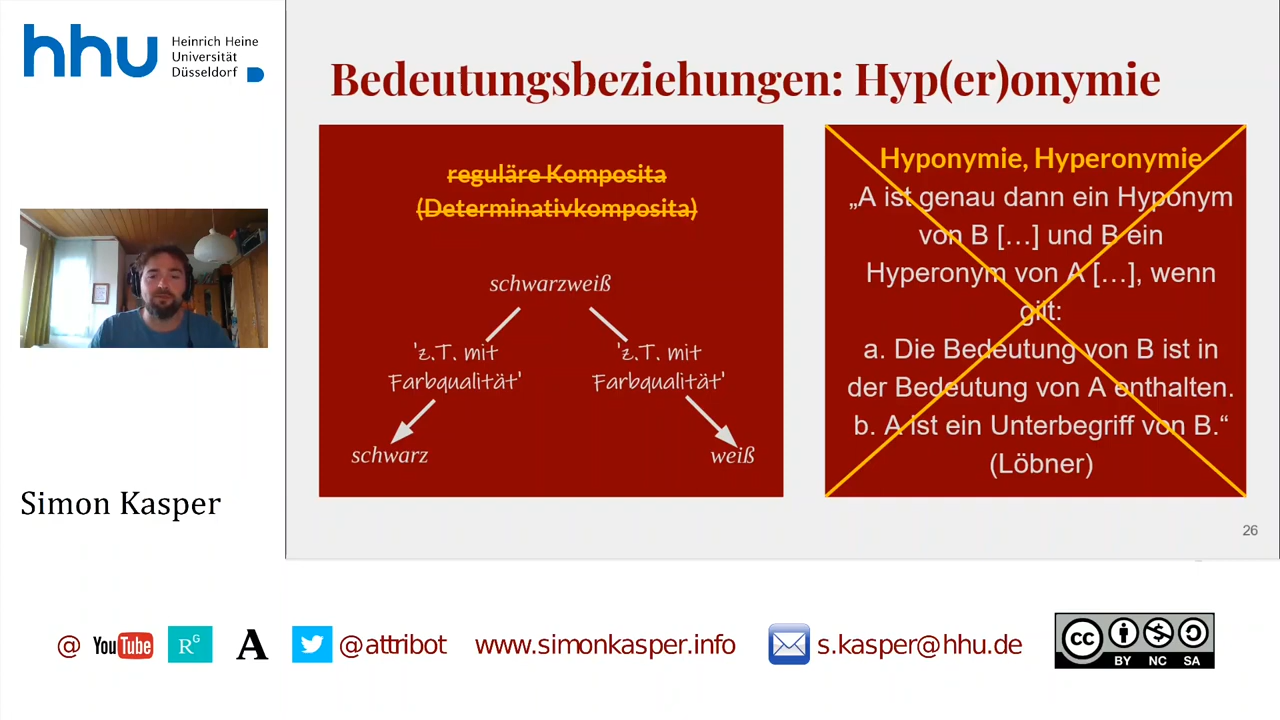 hhu Heinrich Heine
Universität
Düsseldorf
Bedeutungsbeziehungen: Hyp(er)onymie
reguläre Komposita
(Determinativkomposita)
schwarzweiß
'z.T. mit
Farbqualität'
'z.T. mit
Farbqualität'
schwarz
weiß
Hyponymie, Hyperonymie
„A ist genau dann ein Hyponym
von B […] und B ein
Hyperonym von A […], wenn
gilt:
a. Die Bedeutung von B ist in
der Bedeutung von A enthalten.
b. A ist ein Unterbegriff von B.“
(Löbner)
26
Simon Kasper
@ YouTube RG A @attribot www.simonkasper.info s.kasper@hhu.de
cc BY NC SA